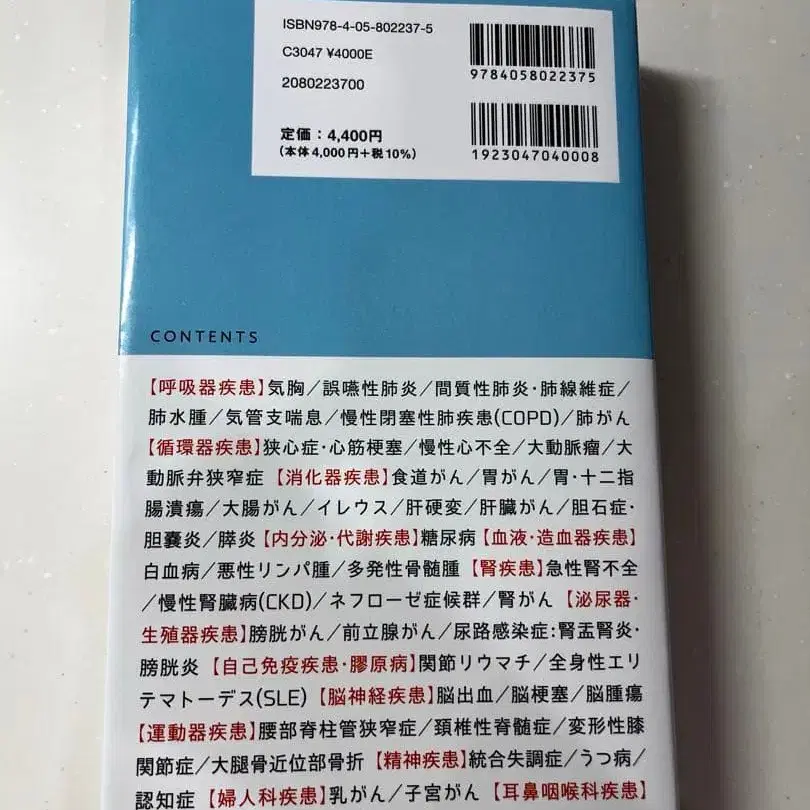 ISBN978-4-05-802237-5
C3047 ¥4000E
2080223700
定価：4,400円
（本体4,000円＋税10%）
9784058022375
1923047040008
CONTENTS
【呼吸器疾患】気胸／誤嚥性肺炎／間質性肺炎・肺線維症／
肺水腫／気管支喘息／慢性閉塞性肺疾患(COPD)／肺がん
【循環器疾患】狭心症・心筋梗塞／慢性心不全／大動脈瘤／大
動脈弁狭窄症【消化器疾患】食道がん／胃がん／胃・十二指
腸潰瘍／大腸がん／イレウス／肝硬変／肝臓がん／胆石症・
胆嚢炎／膵炎【内分泌・代謝疾患】糖尿病【血液・造血器疾患】
白血病／悪性リンパ腫／多発性骨髄腫【腎疾患】急性腎不全
／慢性腎臓病(CKD)／ネフローゼ症候群／腎がん【泌尿器・
生殖器疾患】膀胱がん／前立腺がん／尿路感染症：腎盂腎炎・
膀胱炎【自己免疫疾患・膠原病】関節リウマチ／全身性エリ
テマトーデス(SLE)【脳神経疾患】脳出血／脳梗塞／脳腫瘍
【運動器疾患】腰部脊柱管狭窄症／頚椎性脊髄症／変形性膝
関節症／大腿骨近位部骨折【精神疾患】統合失調症／うつ病／
認知症【婦人科疾患】乳がん／子宮がん【耳鼻咽喉科疾患】